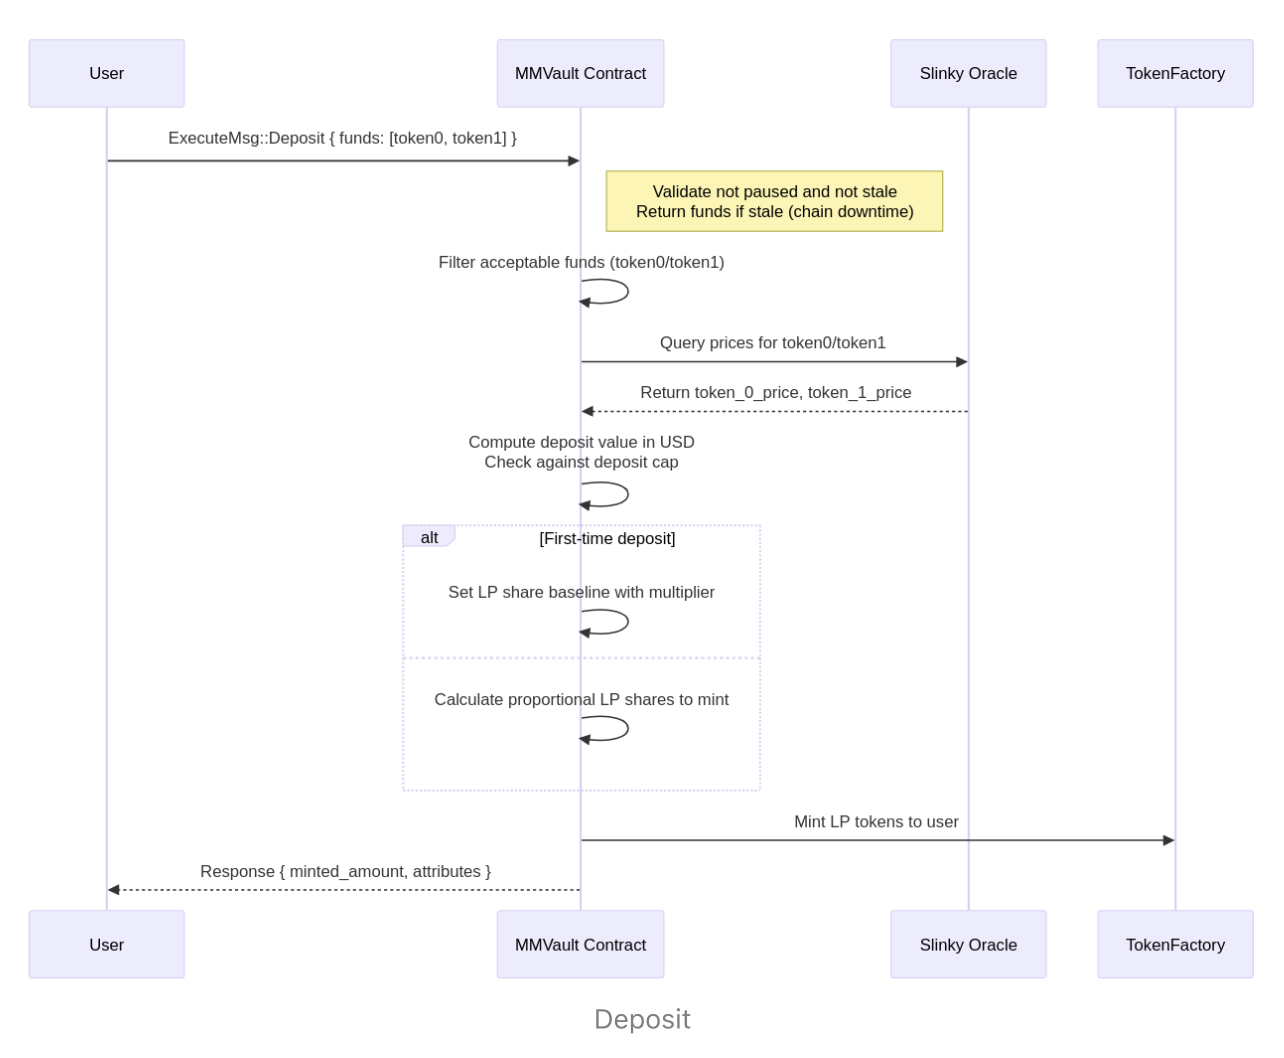 User
MMVault Contract
Slinky Oracle
TokenFactory
ExecuteMsg::Deposit { funds: [token0, token1] }
Validate not paused and not stale
Return funds if stale (chain downtime)
Filter acceptable funds (token0/token1)
Query prices for token0/token1
Return token_0_price, token_1_price
Compute deposit value in USD
Check against deposit cap
alt
[First-time deposit]
Set LP share baseline with multiplier
Calculate proportional LP shares to mint
Mint LP tokens to user
Response { minted_amount, attributes }
User
MMVault Contract
Slinky Oracle
TokenFactory
Deposit